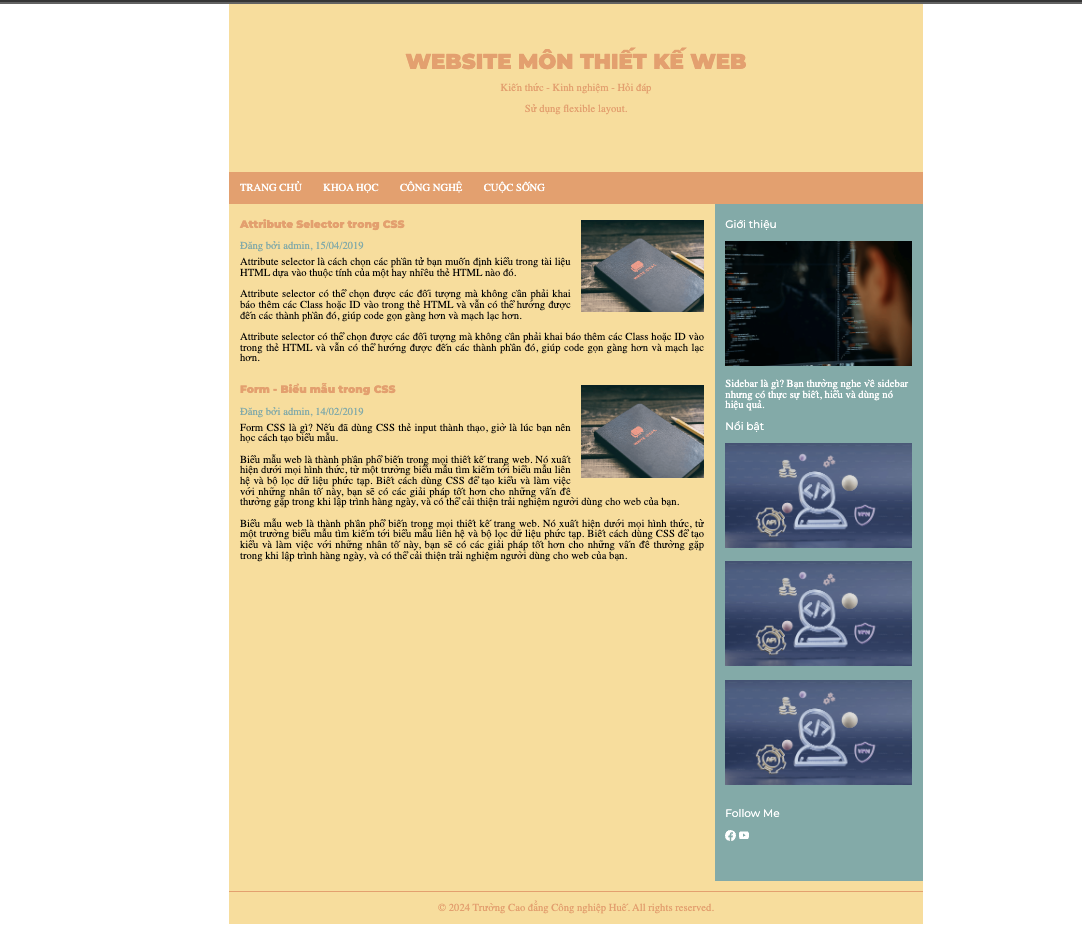 WEBSITE MÔN THIẾT KẾ WEB
Kiến thức - Kinh nghiệm - Hỏi đáp
Sử dụng flexible layout.
TRANG CHỦ KHOA HỌC CÔNG NGHỆ CUỘC SỐNG
Attribute Selector trong CSS
Đăng bởi admin, 15/04/2019
Attribute selector là cách chọn các phần tử bạn muốn định kiểu trong tài liệu
HTML dựa vào thuộc tính của một hay nhiều thẻ HTML nào đó.
Attribute selector có thể chọn được các đối tượng mà không cần phải khai
báo thêm các Class hoặc ID vào trong thẻ HTML và vẫn có thể hướng được
đến các thành phần đó, giúp code gọn gàng hơn và mạch lạc hơn.
Attribute selector có thể chọn được các đối tượng mà không cần phải khai báo thêm các Class hoặc ID vào
trong thẻ HTML và vẫn có thể hướng được đến các thành phần đó, giúp code gọn gàng hơn và mạch lạc
hơn.
Form - Biểu mẫu trong CSS
Đăng bởi admin, 14/02/2019
Form CSS là gì? Nếu đã dùng CSS thẻ input thành thạo, giờ là lúc bạn nên
học cách tạo biểu mẫu.
Biểu mẫu web là thành phần phổ biến trong mọi thiết kế trang web. Nó xuất
hiện dưới mọi hình thức, từ một trường biểu mẫu tìm kiếm tới biểu mẫu liên
hệ và bộ lọc dữ liệu phức tạp. Biết cách dùng CSS để tạo kiểu và làm việc
với những nhân tố này, bạn sẽ có các giải pháp tốt hơn cho những vấn đề
thường gặp trong khi lập trình hàng ngày, và có thể cải thiện trải nghiệm người dùng cho web của bạn.
Biểu mẫu web là thành phần phổ biến trong mọi thiết kế trang web. Nó xuất hiện dưới mọi hình thức, từ
một trường biểu mẫu tìm kiếm tới biểu mẫu liên hệ và bộ lọc dữ liệu phức tạp. Biết cách dùng CSS để tạo
kiểu và làm việc với những nhân tố này, bạn sẽ có các giải pháp tốt hơn cho những vấn đề thường gặp
trong khi lập trình hàng ngày, và có thể cải thiện trải nghiệm người dùng cho web của bạn.
Giới thiệu
Sidebar là gì? Bạn thường nghe về sidebar
nhưng có thực sự biết, hiểu và dùng nó
hiệu quả.
Nổi bật
</> API VPN
</> API VPN
</> API VPN
Follow Me
© 2024 Trường Cao đẳng Công nghiệp Huế. All rights reserved.